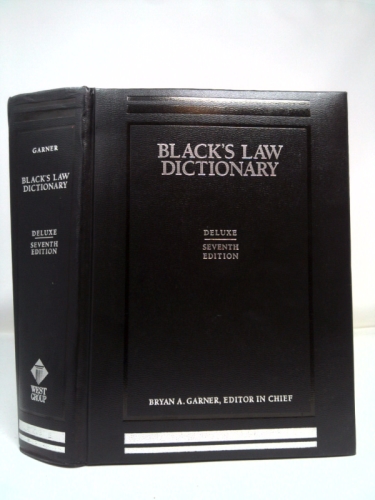 GARNER
BLACK'S LAW
DICTIONARY
DELUXE
SEVENTH
EDITION
WEST
GROUP
BLACK'S LAW
DICTIONARY
DELUXE
SEVENTH
EDITION
BRYAN A. GARNER, EDITOR IN CHIEF